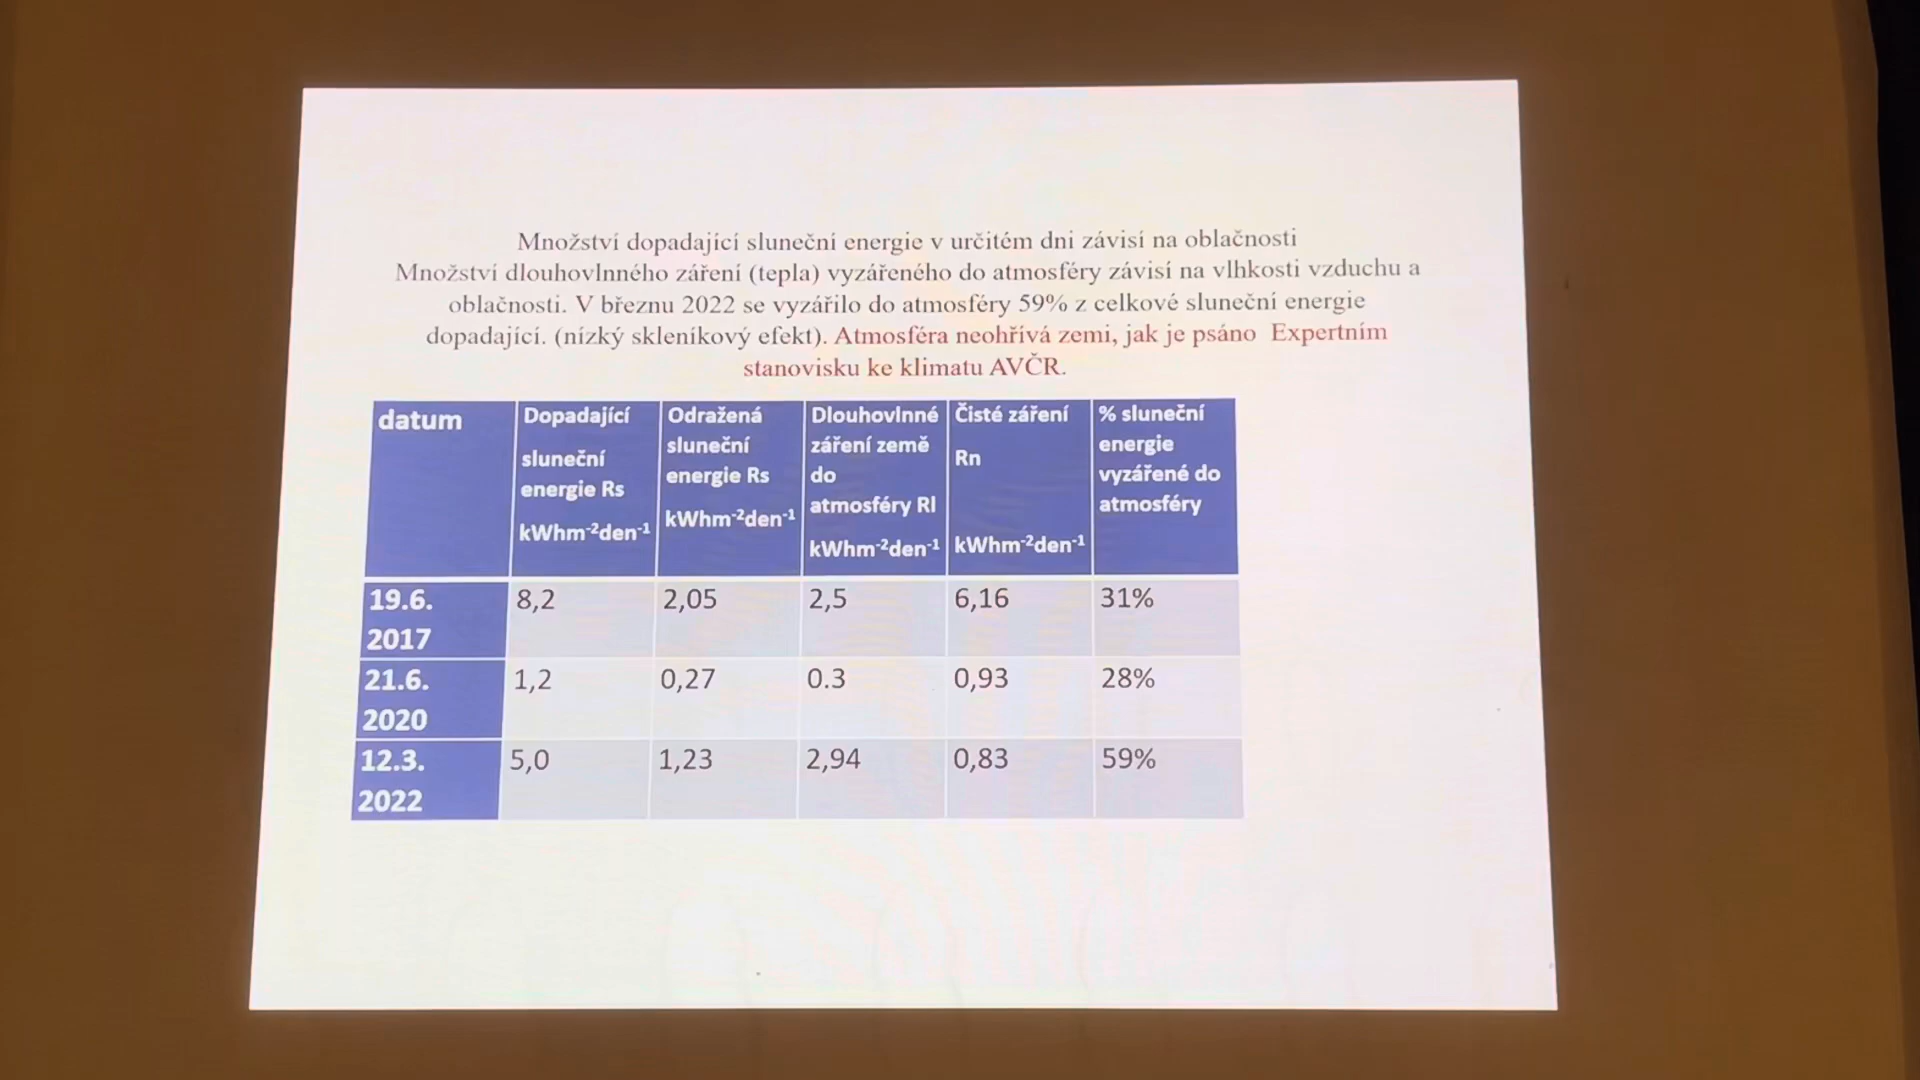 Množství dopadající sluneční energie v určitém dni závisí na oblačnosti
Množství dlouhovlnného záření (tepla) vyzářeného do atmosféry závisí na vlhkosti vzduchu a
oblačnosti. V březnu 2022 se vyzářilo do atmosféry 59% z celkové sluneční energie
dopadající. (nízký skleníkový efekt). Atmosféra neohřívá zemi, jak je psáno Expertním
stanovisku ke klimatu AVČR.
datum
Dopadající
sluneční
energie Rs
kWhm⁻²den⁻¹
Odražená
sluneční
energie Rs
kWhm⁻²den⁻¹
Dlouhovlnné
záření země
do
atmosféry Rl
kWhm⁻²den⁻¹
Čisté záření
Rn
kWhm⁻²den⁻¹
% sluneční
energie
vyzářené do
atmosféry
19.6.
2017
8,2
2,05
2,5
6,16
31%
21.6.
2020
1,2
0,27
0.3
0,93
28%
12.3.
2022
5,0
1,23
2,94
0,83
59%